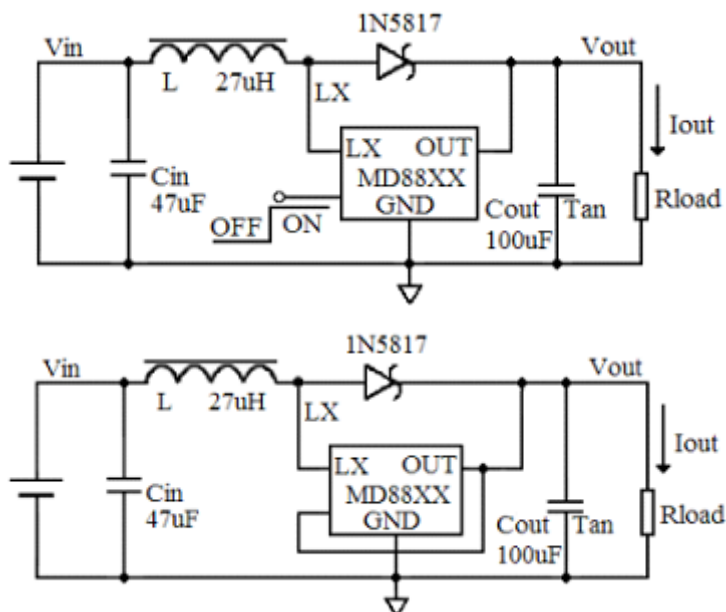 1N5817
Vin
Vout
L 27uH
LX
Iout
LX OUT
MD88XX
GND
Cin
47uF
OFF ON
Cout Tan
100uF
Rload
1N5817
Vin
Vout
L 27uH
LX
Iout
LX OUT
MD88XX
GND
Cin
47uF
Cout Tan
100uF
Rload